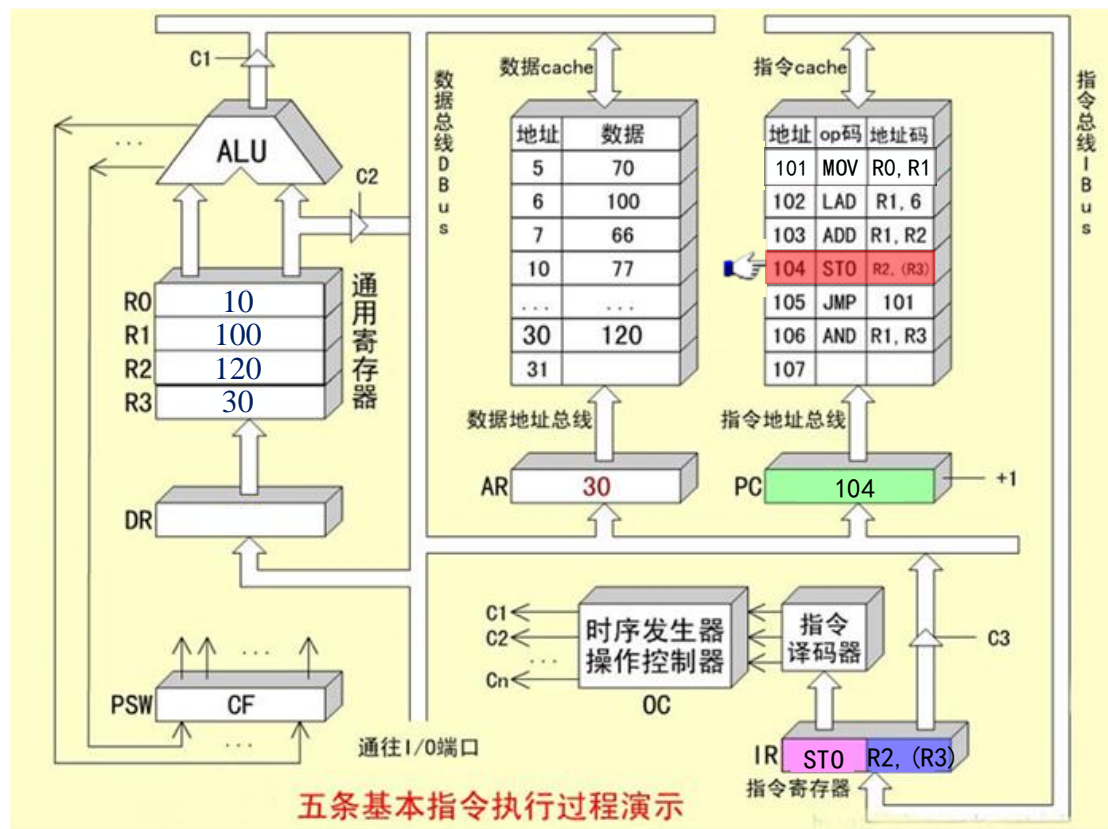 C1
ALU
...
C2
数据总线DBus
数据cache
地址 数据
5 70
6 100
7 66
10 77
... ...
30 120
31
数据地址总线
AR 30
指令cache
地址 op码 地址码
101 MOV R0, R1
102 LAD R1, 6
103 ADD R1, R2
104 STO R2, (R3)
105 JMP 101
106 AND R1, R3
107
指令地址总线
PC 104
+1
指令总线IBus
R0 10
R1 100
R2 120
R3 30
通用寄存器
DR
...
PSW CF
...
通往I/O端口
C1
C2
...
Cn
时序发生器
操作控制器
OC
指令
译码器
C3
IR STO R2, (R3)
指令寄存器
五条基本指令执行过程演示